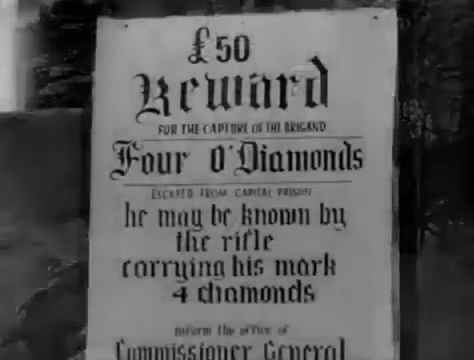 £50
Reward
FOR THE CAPTURE OF THE BRIGAND
Four O'Diamonds
ESCAPED FROM CAPITAL PRISON
he may be known by
the rifle
carrying his mark
4 diamonds
inform the office of
Commissioner General